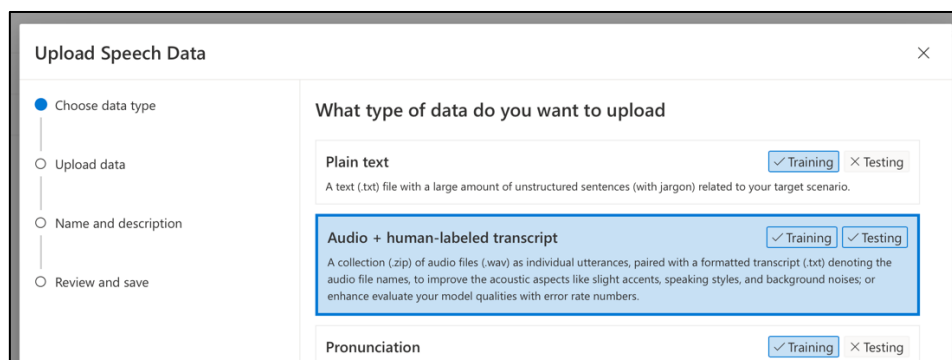 Upload Speech Data
Choose data type
Upload data
Name and description
Review and save
What type of data do you want to upload
Plain text
Training
Testing
A text (.txt) file with a large amount of unstructured sentences (with jargon) related to your target scenario.
Audio + human-labeled transcript
Training
Testing
A collection (.zip) of audio files (.wav) as individual utterances, paired with a formatted transcript (.txt) denoting the
audio file names, to improve the acoustic aspects like slight accents, speaking styles, and background noises; or
enhance evaluate your model qualities with error rate numbers.
Pronunciation
Training
Testing